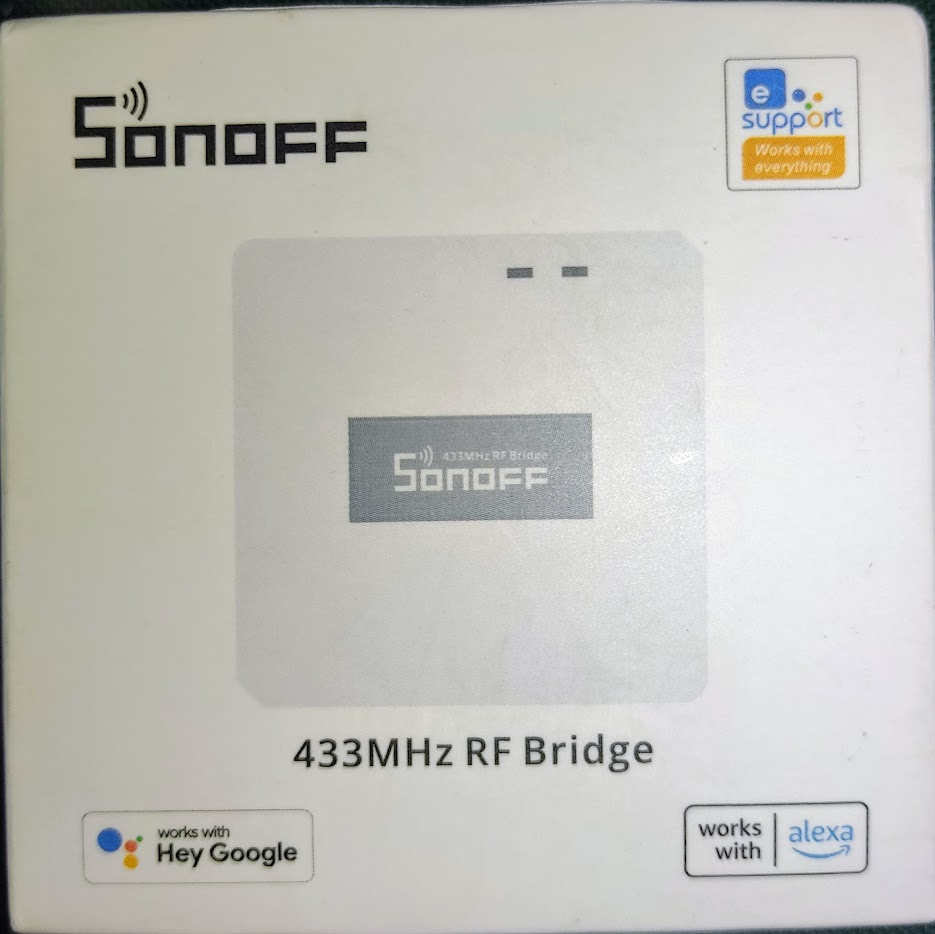 SONOFF
e
support
Works with
everything
433MHz RF Bridge
SONOFF
433MHz RF Bridge
works with
Hey Google
works
with
alexa